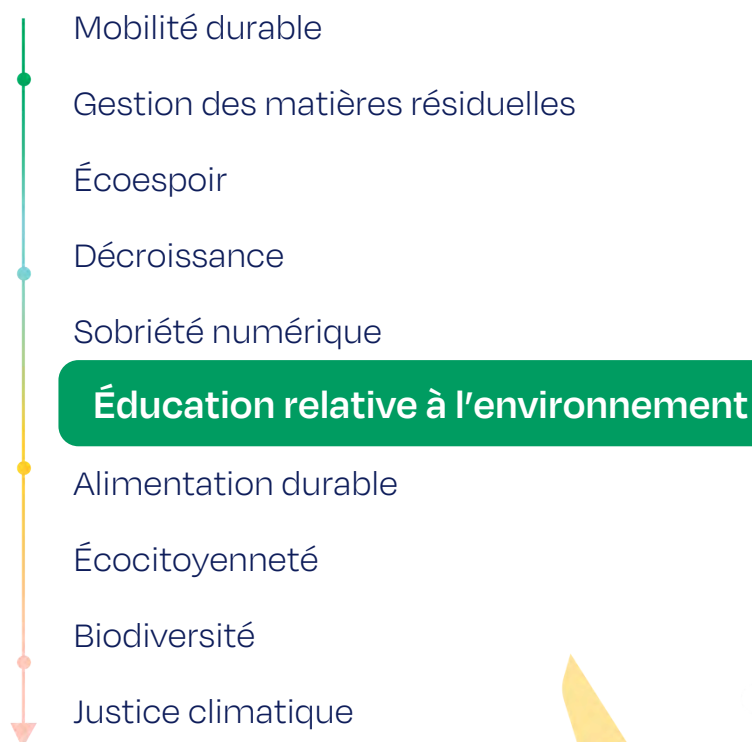 Mobilité durable
Gestion des matières résiduelles
Écoespoir
Décroissance
Sobriété numérique
Éducation relative à l’environnement
Alimentation durable
Écocitoyenneté
Biodiversité
Justice climatique